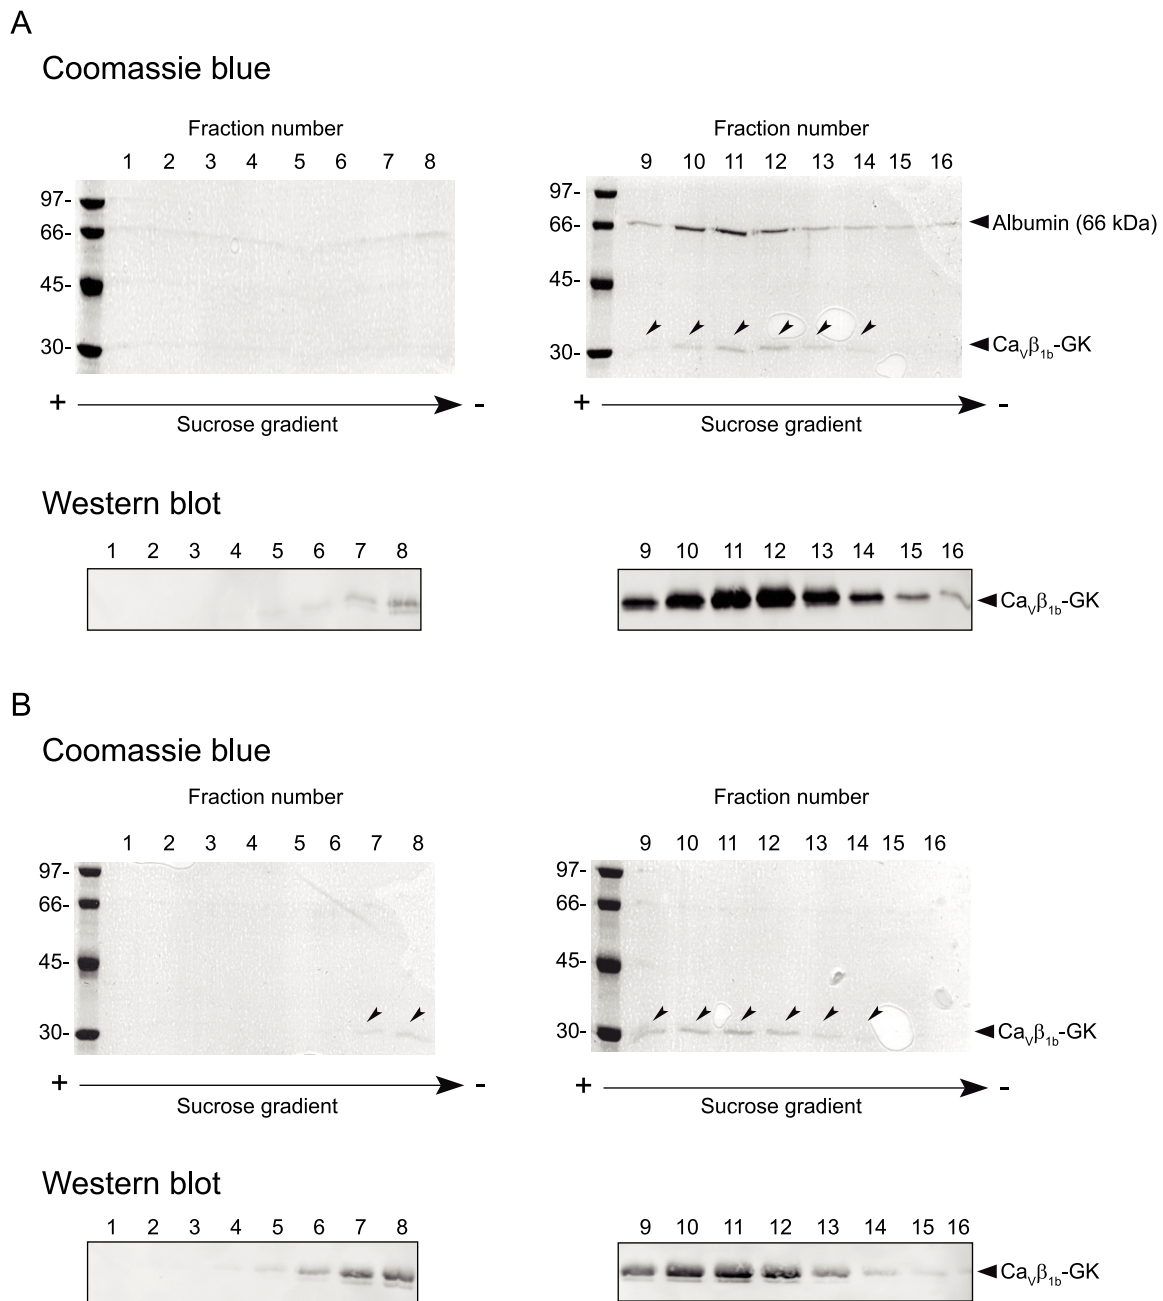 A
Coomassie blue
Fraction number
1 2 3 4 5 6 7 8
97-
66-
45-
30-
+ -
Sucrose gradient
Fraction number
9 10 11 12 13 14 15 16
97-
66-
45-
30-
Albumin (66 kDa)
CaVβ1b-GK
+ -
Sucrose gradient
Western blot
1 2 3 4 5 6 7 8
9 10 11 12 13 14 15 16
CaVβ1b-GK
B
Coomassie blue
Fraction number
1 2 3 4 5 6 7 8
97-
66-
45-
30-
+ -
Sucrose gradient
Fraction number
9 10 11 12 13 14 15 16
97-
66-
45-
30-
CaVβ1b-GK
+ -
Sucrose gradient
Western blot
1 2 3 4 5 6 7 8
9 10 11 12 13 14 15 16
CaVβ1b-GK